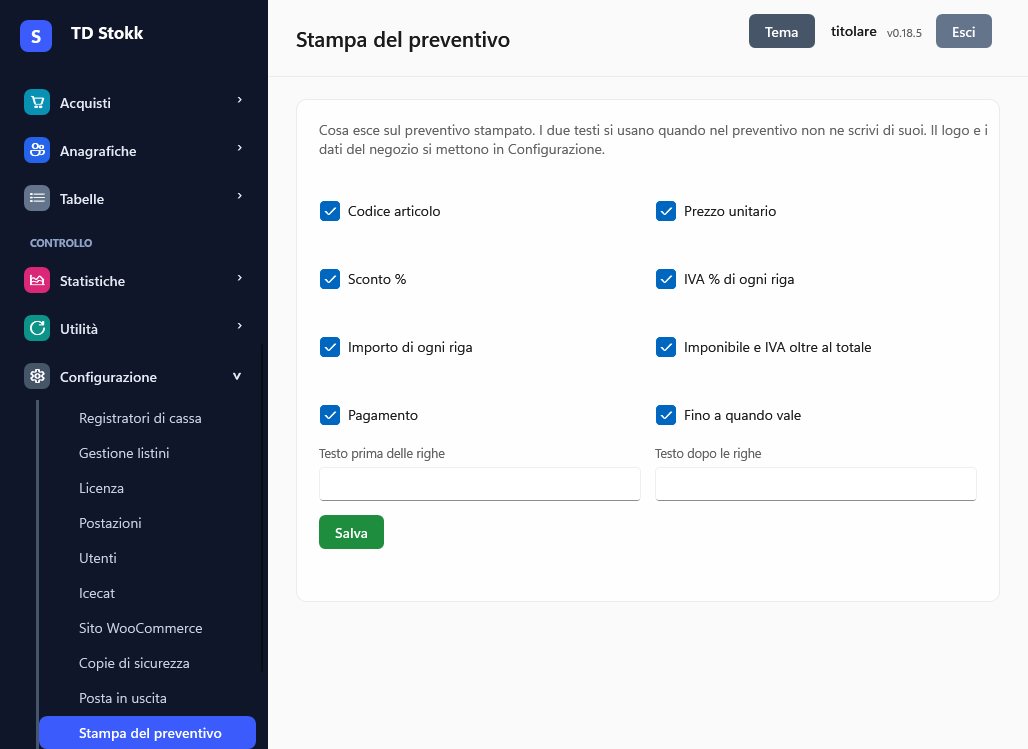 S
TD Stokk
Acquisti
Anagrafiche
Tabelle
CONTROLLO
Statistiche
Utilità
Configurazione
Registratori di cassa
Gestione listini
Licenza
Postazioni
Utenti
Icecat
Sito WooCommerce
Copie di sicurezza
Posta in uscita
Stampa del preventivo
Stampa del preventivo
Tema
titolare
v0.18.5
Esci
Cosa esce sul preventivo stampato. I due testi si usano quando nel preventivo non ne scrivi di suoi. Il logo e i
dati del negozio si mettono in Configurazione.
Codice articolo
Prezzo unitario
Sconto %
IVA % di ogni riga
Importo di ogni riga
Imponibile e IVA oltre al totale
Pagamento
Fino a quando vale
Testo prima delle righe
Testo dopo le righe
Salva